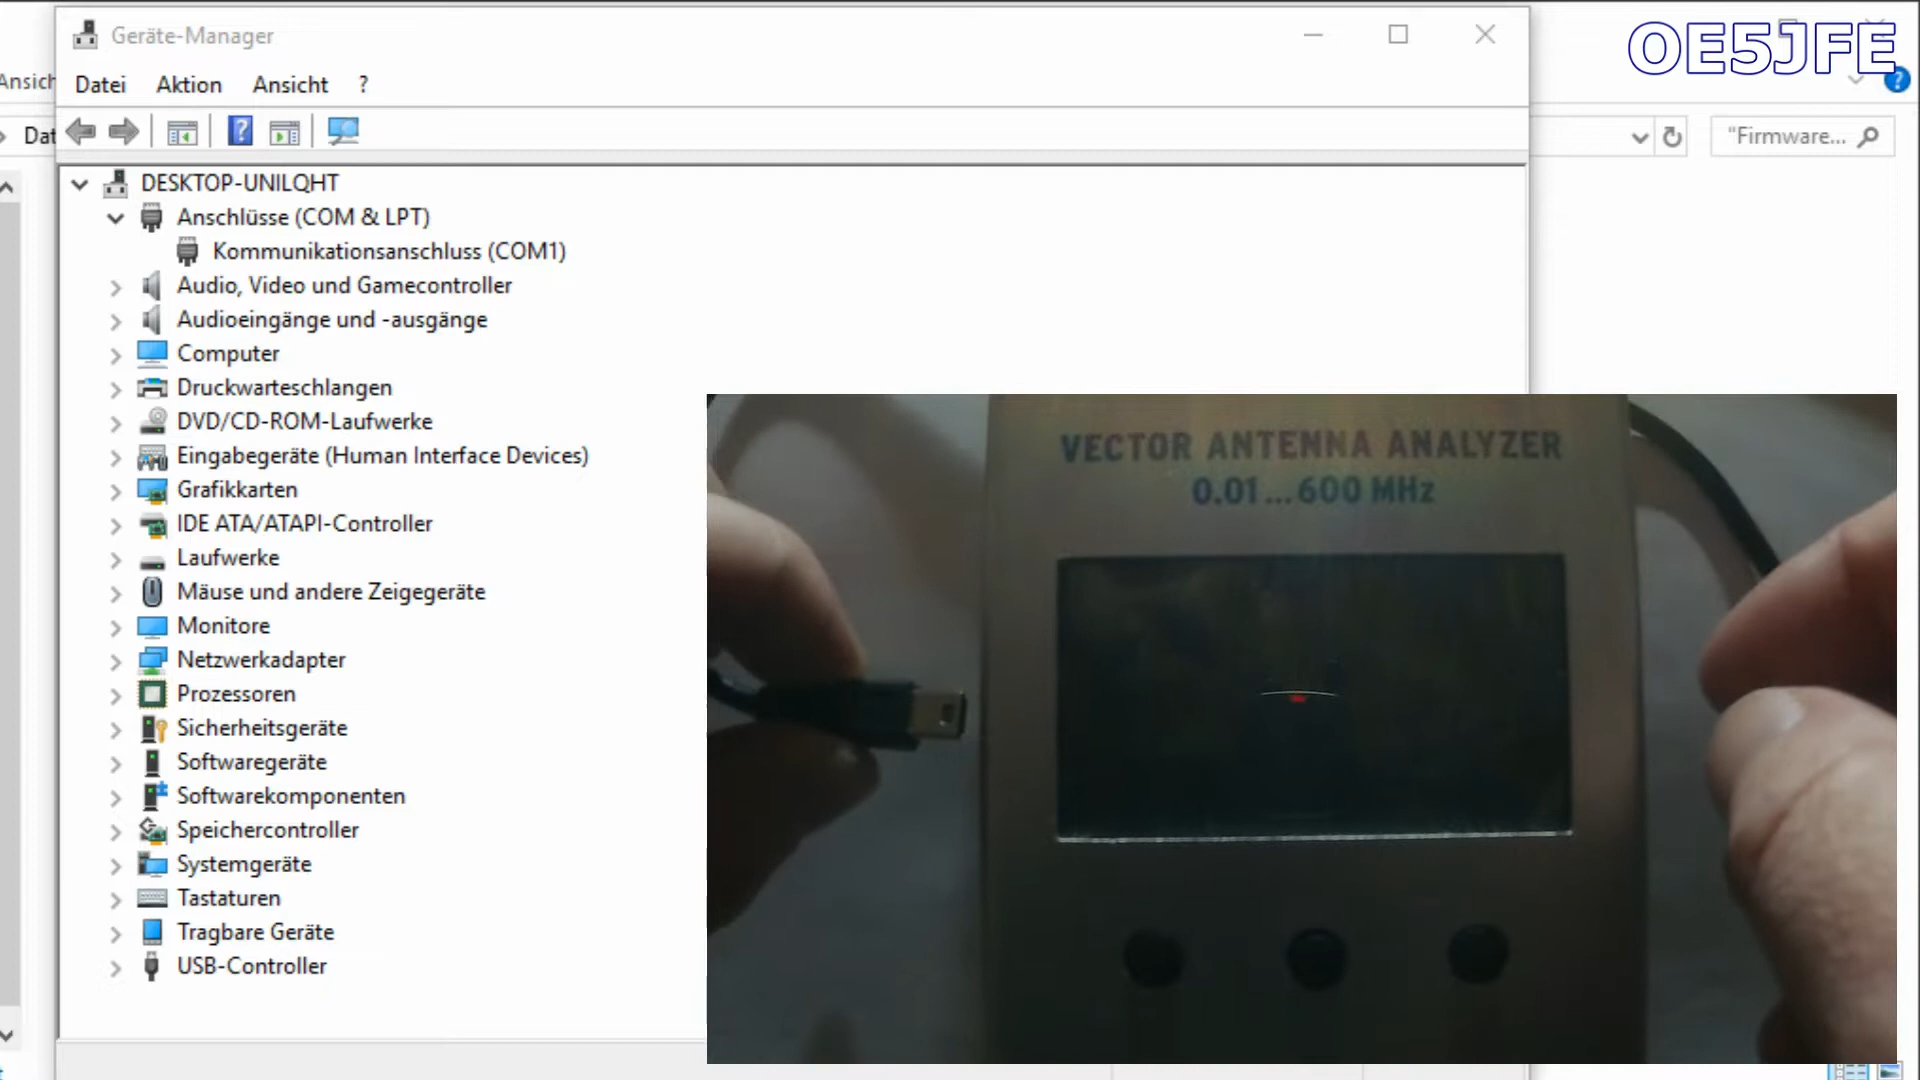 Geräte-Manager
OE5JFE
Ansich
Datei Aktion Ansicht ?
Dat
"Firmware...
DESKTOP-UNILQHT
Anschlüsse (COM & LPT)
Kommunikationsanschluss (COM1)
Audio, Video und Gamecontroller
Audioeingänge und -ausgänge
Computer
Druckwarteschlangen
DVD/CD-ROM-Laufwerke
Eingabegeräte (Human Interface Devices)
Grafikkarten
IDE ATA/ATAPI-Controller
Laufwerke
Mäuse und andere Zeigegeräte
Monitore
Netzwerkadapter
Prozessoren
Sicherheitsgeräte
Softwaregeräte
Softwarekomponenten
Speichercontroller
Systemgeräte
Tastaturen
Tragbare Geräte
USB-Controller
VECTOR ANTENNA ANALYZER
0.01...600 MHz